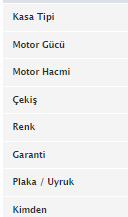 Kasa Tipi
Motor Gücü
Motor Hacmi
Çekiş
Renk
Garanti
Plaka / Uyruk
Kimden